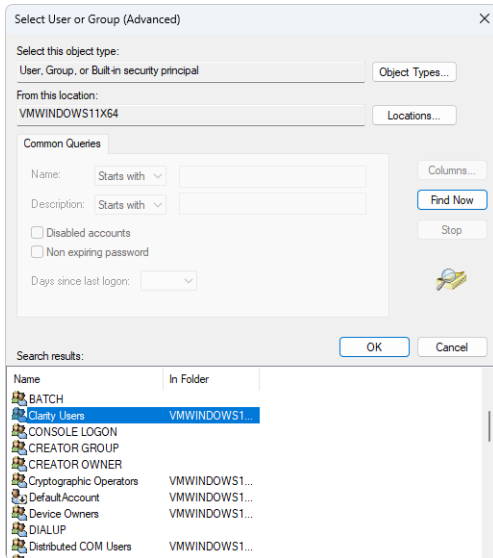 Select User or Group (Advanced)
Select this object type:
User, Group, or Built-in security principal
Object Types...
From this location:
VMWINDOWS11X64
Locations...
Common Queries
Name:
Starts with
Columns...
Description:
Starts with
Find Now
Disabled accounts
Stop
Non expiring password
Days since last logon:
OK
Cancel
Search results:
Name
In Folder
BATCH
Clarity Users
VMWINDOWS1...
CONSOLE LOGON
CREATOR GROUP
CREATOR OWNER
Cryptographic Operators
VMWINDOWS1...
DefaultAccount
VMWINDOWS1...
Device Owners
VMWINDOWS1...
DIALUP
Distributed COM Users
VMWINDOWS1...